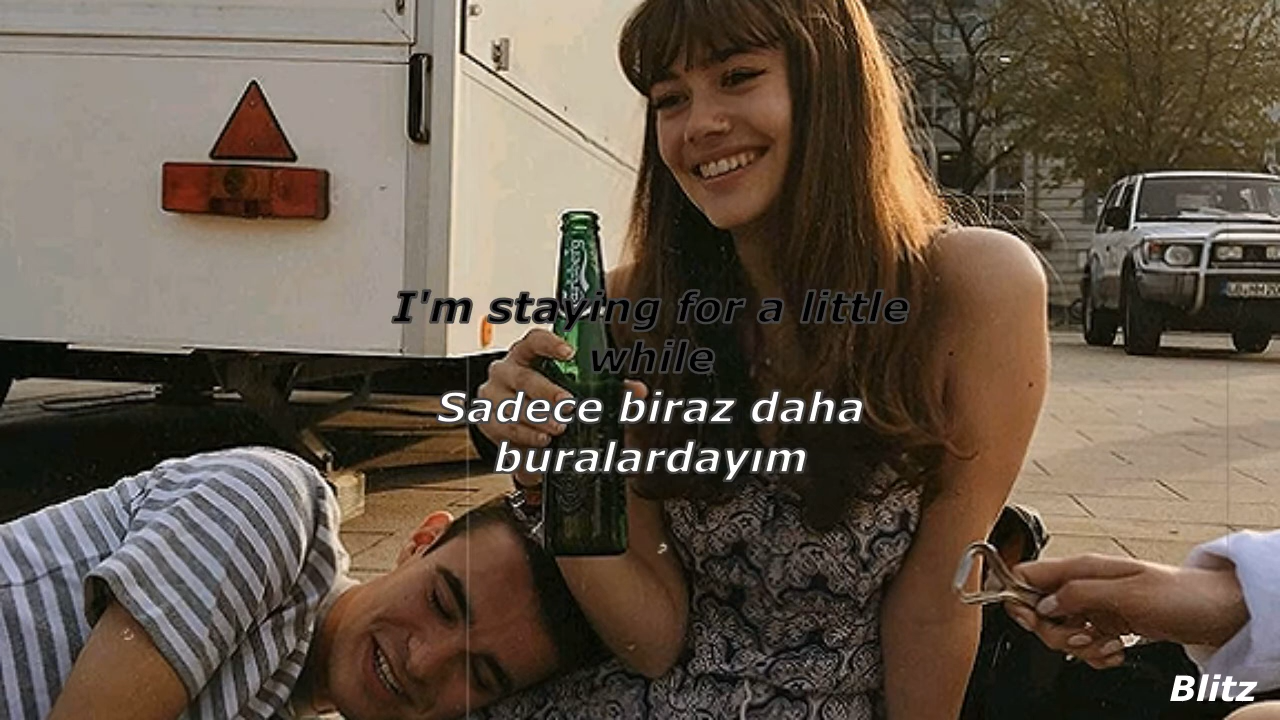 I'm staying for a little
while
Sadece biraz daha
buralardayım
Blitz